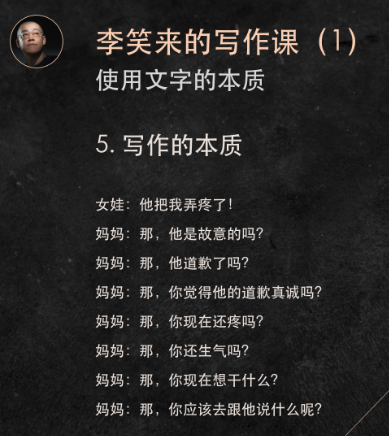 李笑来的写作课（1）
使用文字的本质
5. 写作的本质
女娃：他把我弄疼了！
妈妈：那，他是故意的吗？
妈妈：那，他道歉了吗？
妈妈：那，你觉得他的道歉真诚吗？
妈妈：那，你现在还疼吗？
妈妈：那，你还生气吗？
妈妈：那，你现在想干什么？
妈妈：那，你应该去跟他说什么呢？